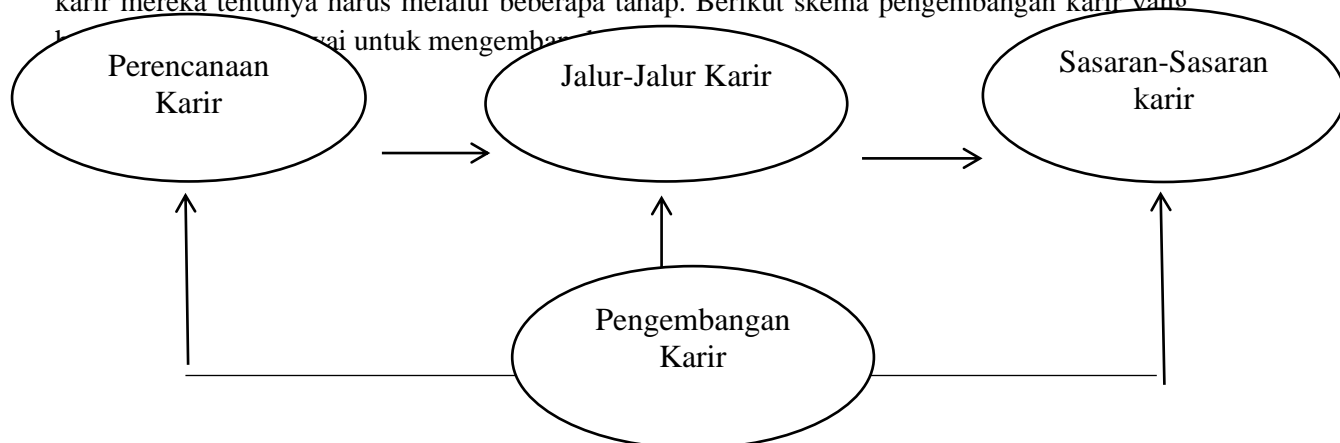 karir mereka tentunya harus melalui beberapa tahap. Berikut skema pengembangan karir yang
untuk
Perencanaan
Karir
Jalur-Jalur Karir
Sasaran-Sasaran
karir
Pengembangan
Karir